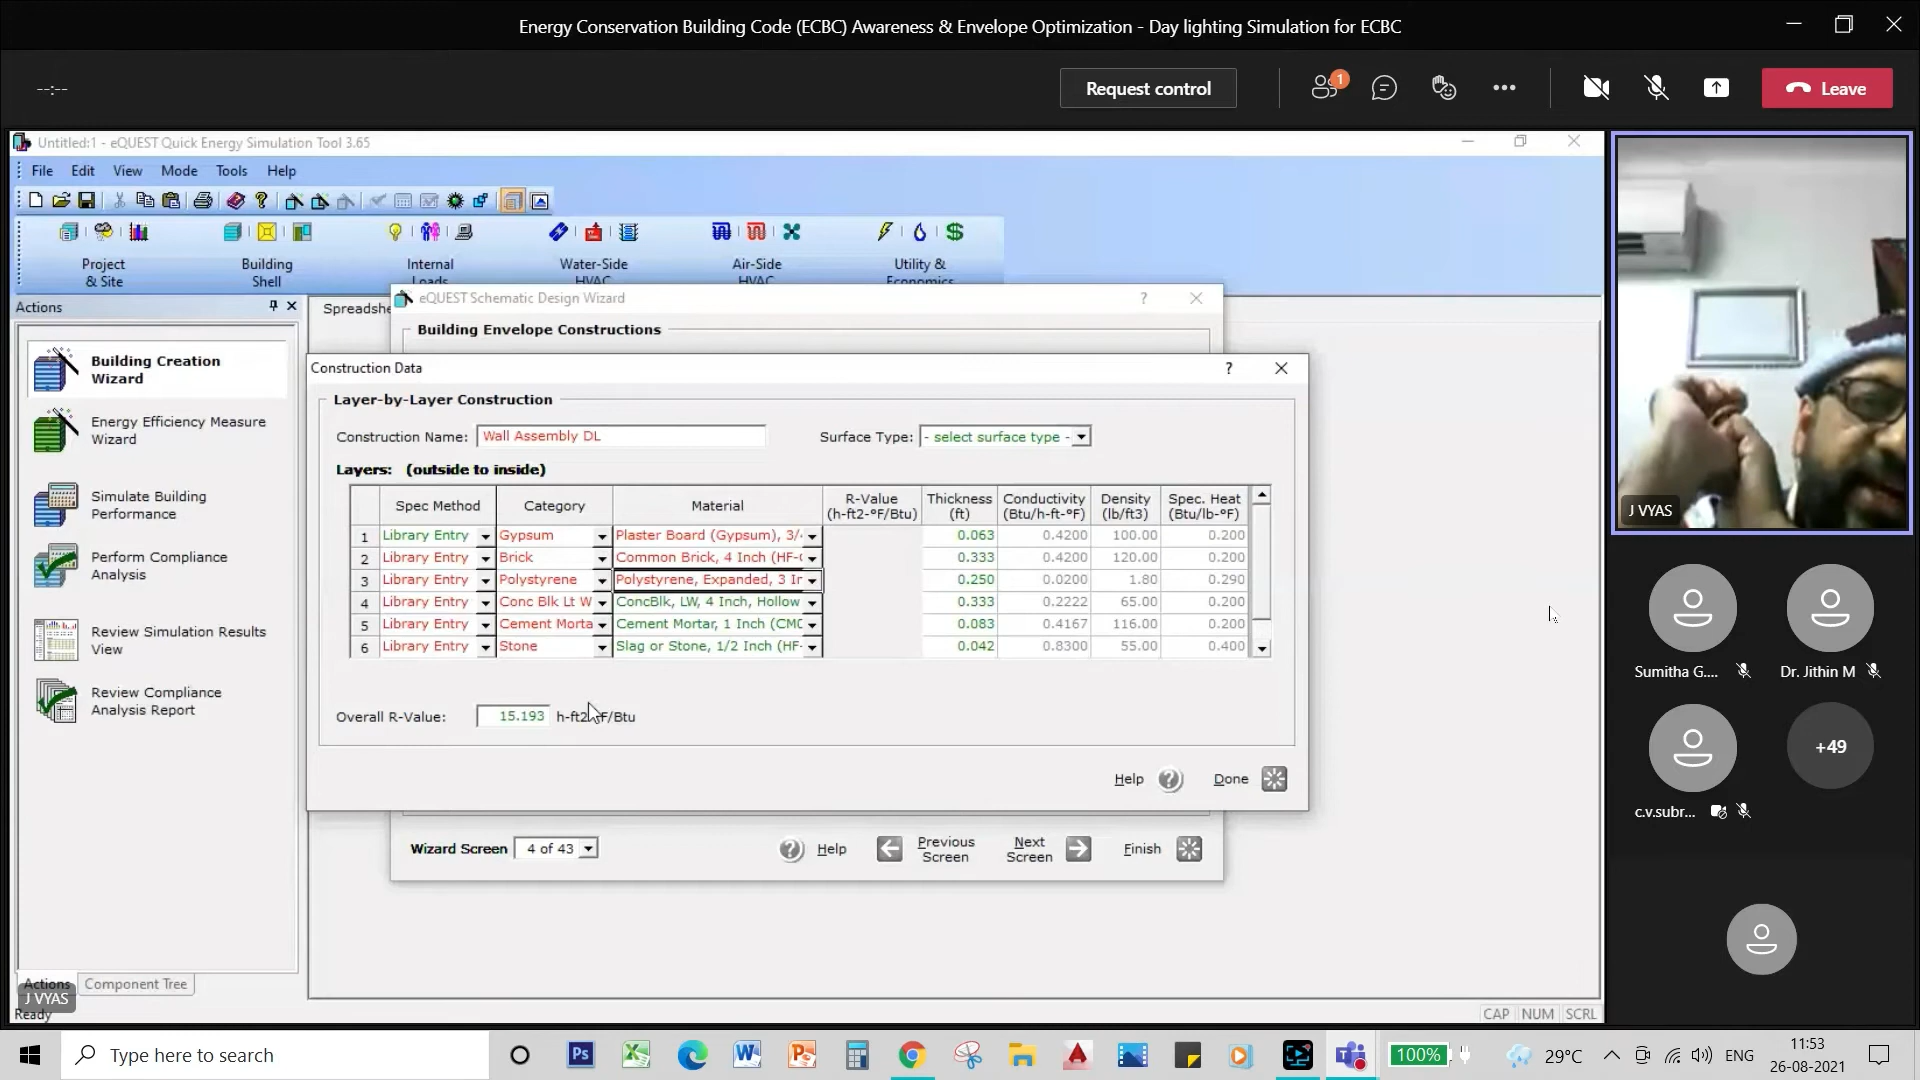 Energy Conservation Building Code (ECBC) Awareness & Envelope Optimization - Day lighting Simulation for ECBC
--:--
Request control
1
Leave
Untitled:1 - eQUEST Quick Energy Simulation Tool 3.65
File Edit View Mode Tools Help
Project & Site
Building Shell
Internal Loads
Water-Side HVAC
Air-Side HVAC
Utility & Economics
Actions
Building Creation Wizard
Energy Efficiency Measure Wizard
Simulate Building Performance
Perform Compliance Analysis
Review Simulation Results View
Review Compliance Analysis Report
Actions Component Tree
J VYAS
Ready
Spreadshe
eQUEST Schematic Design Wizard ?
Building Envelope Constructions
Construction Data ?
Layer-by-Layer Construction
Construction Name: Wall Assembly DL Surface Type: - select surface type -
Layers: (outside to inside)
Spec Method Category Material R-Value (h-ft2-°F/Btu) Thickness (ft) Conductivity (Btu/h-ft-°F) Density (lb/ft3) Spec. Heat (Btu/lb-°F)
1 Library Entry Gypsum Plaster Board (Gypsum), 3/ 0.063 0.4200 100.00 0.200
2 Library Entry Brick Common Brick, 4 Inch (HF- 0.333 0.4200 120.00 0.200
3 Library Entry Polystyrene Polystyrene, Expanded, 3 Ir 0.250 0.0200 1.80 0.290
4 Library Entry Conc Blk Lt W ConcBlk, LW, 4 Inch, Hollow 0.333 0.2222 65.00 0.200
5 Library Entry Cement Morta Cement Mortar, 1 Inch (CMC 0.083 0.4167 116.00 0.200
6 Library Entry Stone Slag or Stone, 1/2 Inch (HF- 0.042 0.8300 55.00 0.400
Overall R-Value: 15.193 h-ft2-°F/Btu
Help ? Done
Wizard Screen 4 of 43 ? Help Previous Screen Next Screen Finish
CAP NUM SCRL
J VYAS
Sumitha G.... Dr. Jithin M
c.v.subr... +49
Type here to search
100% 29°C ENG
11:53
26-08-2021